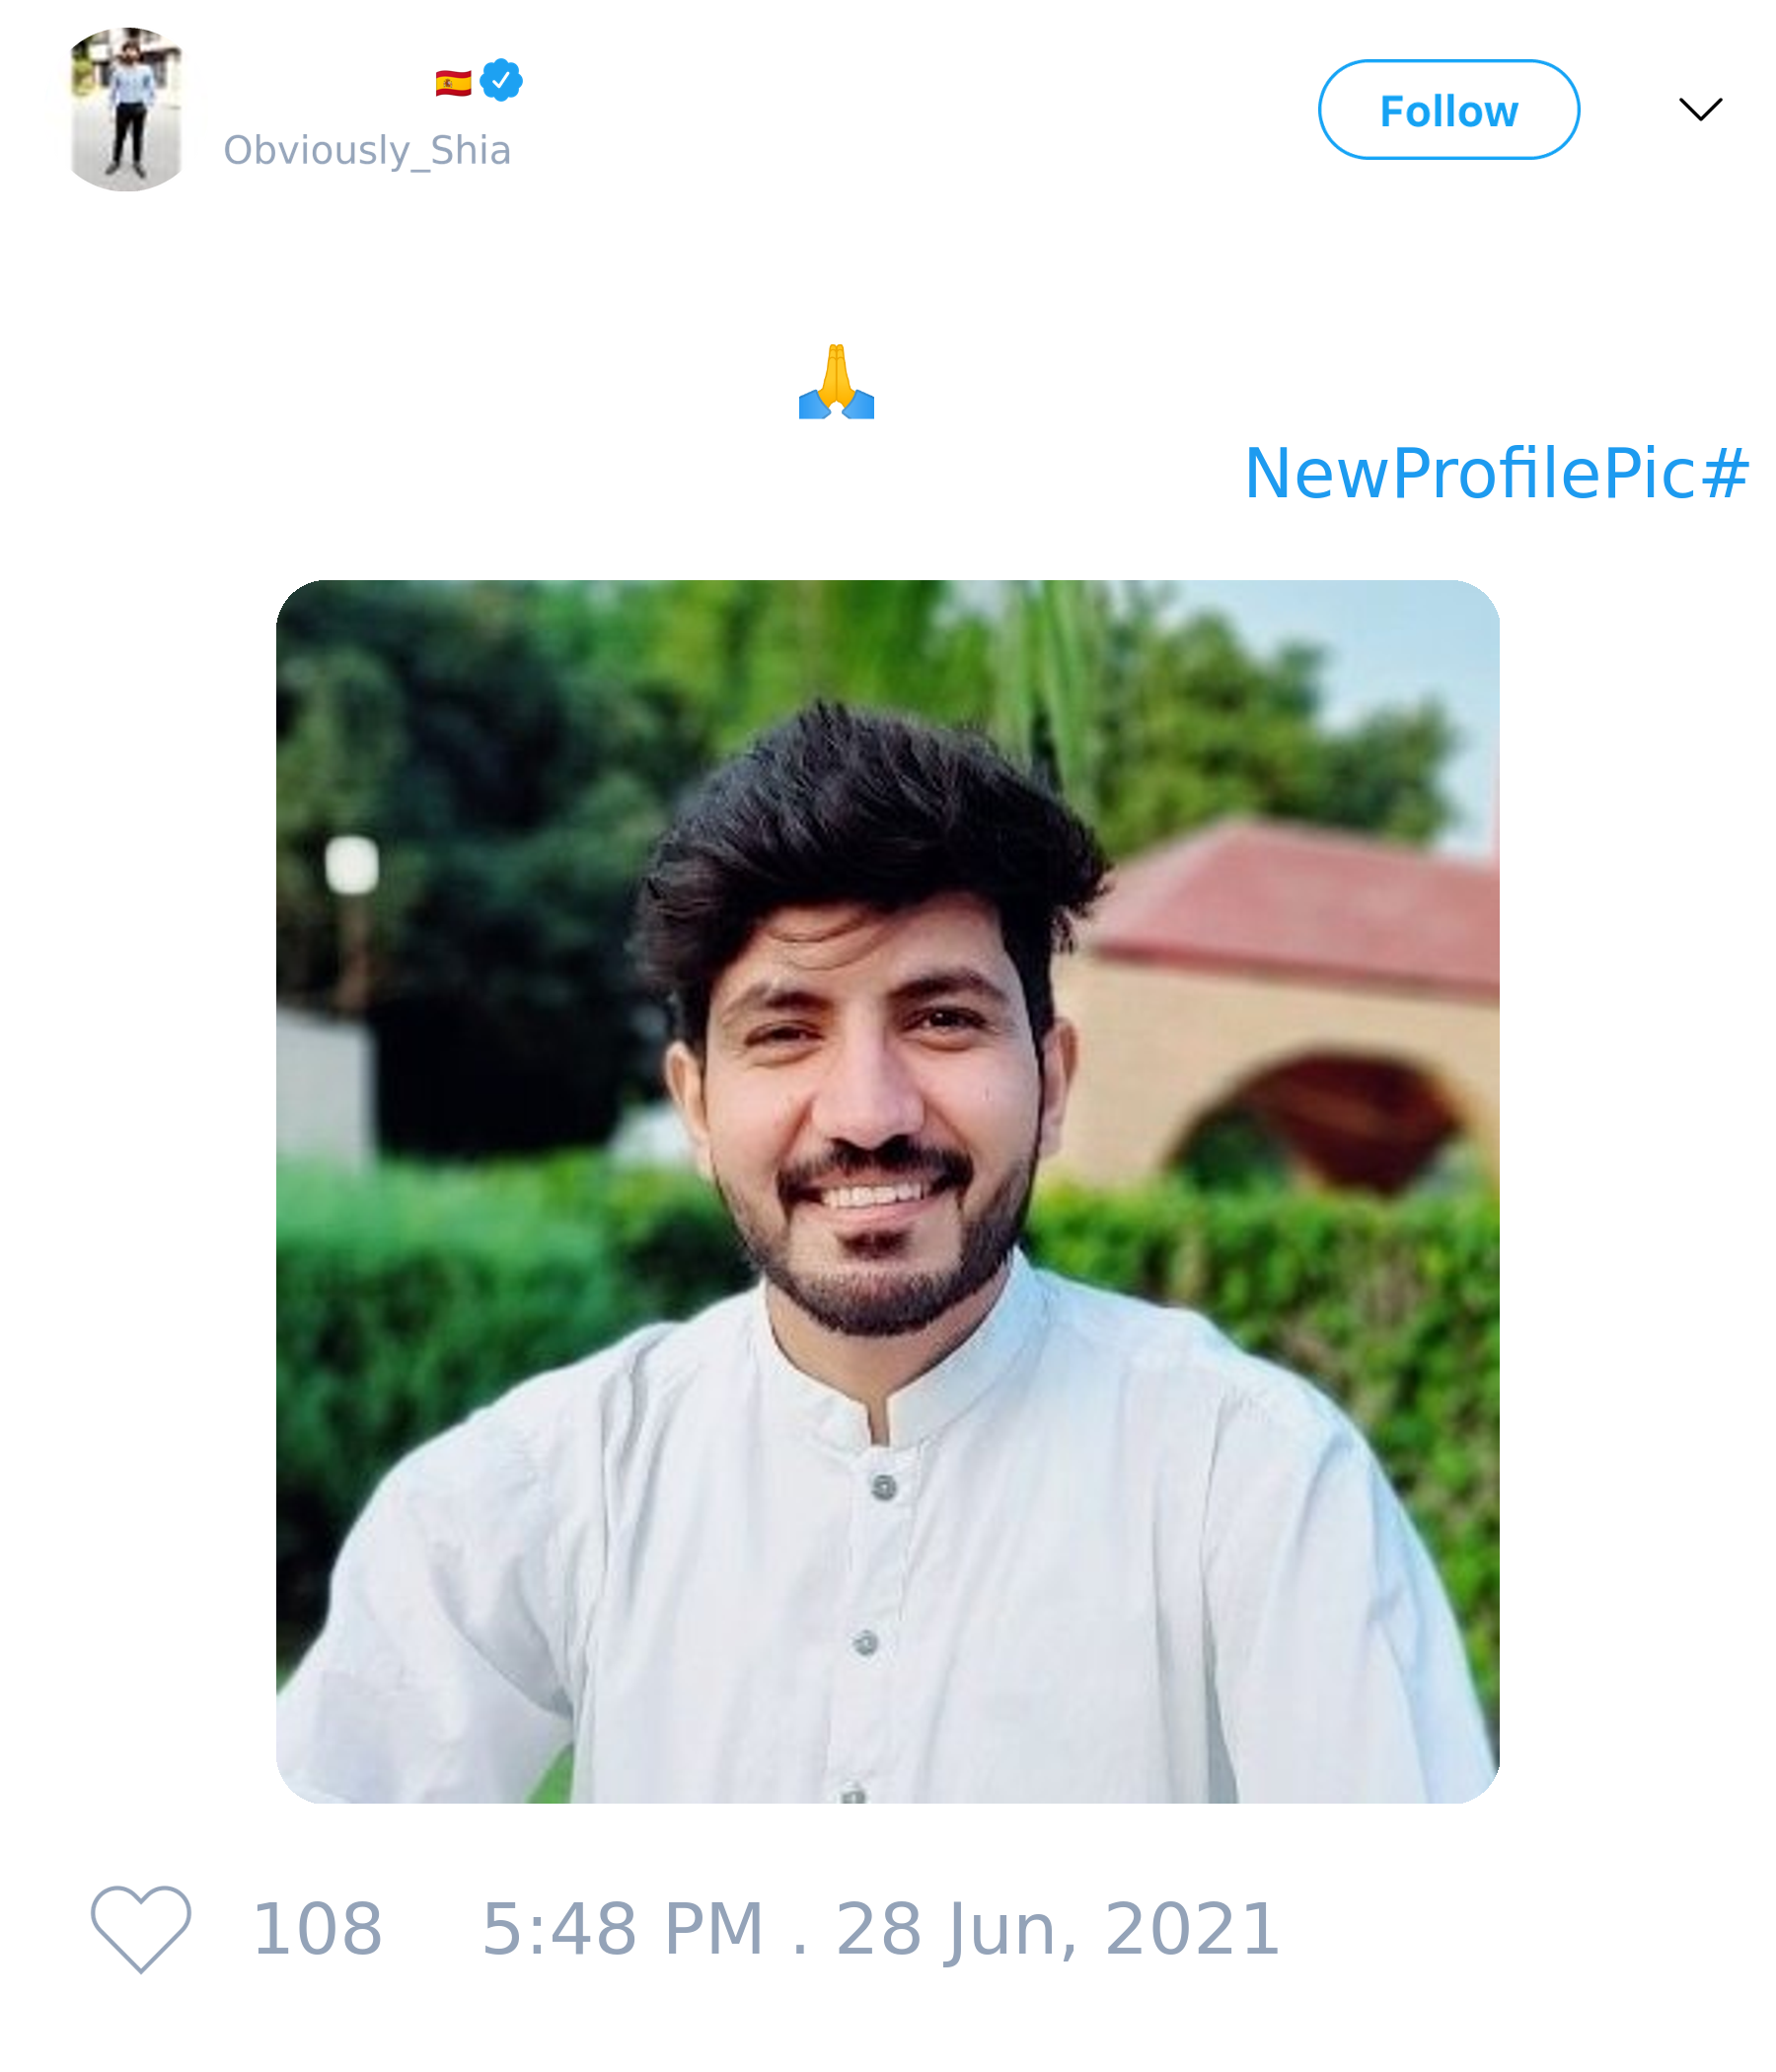 🇪🇸
Obviously_Shia
Follow
🙏
NewProfilePic#
108 5:48 PM . 28 Jun, 2021